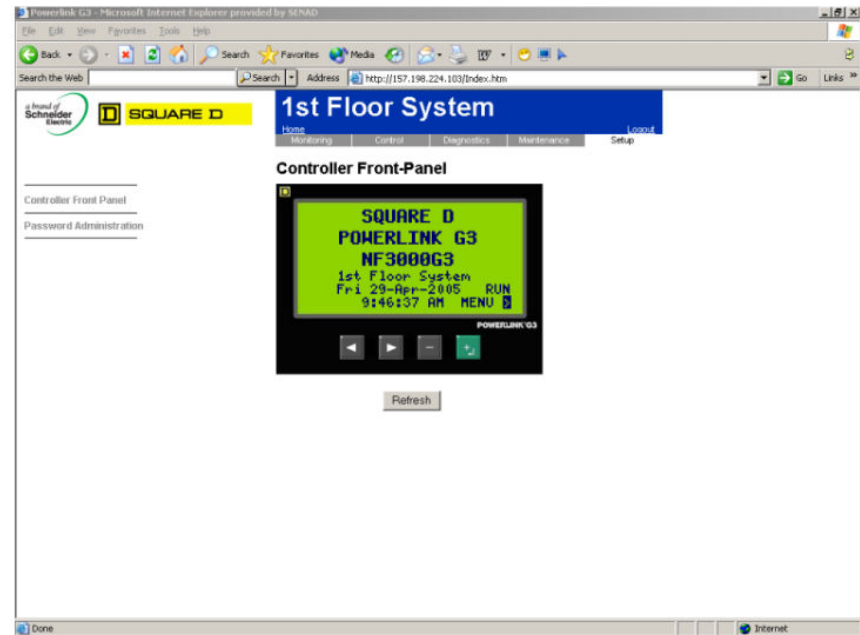 Powerlink G3 - Microsoft Internet Explorer provided by SENAD
File Edit View Favorites Tools Help
Back Search Favorites Media
Search the Web Search Address http://157.198.224.103/Index.htm Go Links »
a brand of
Schneider
Electric
SQUARE D
1st Floor System
Home Logout
Monitoring Control Diagnostics Maintenance Setup
Controller Front-Panel
Controller Front Panel
Password Administration
SQUARE D
POWERLINK G3
NF3000G3
1st Floor System
Fri 29-Apr-2005 RUN
9:46:37 AM MENU
POWERLINK G3
Refresh
Done Internet